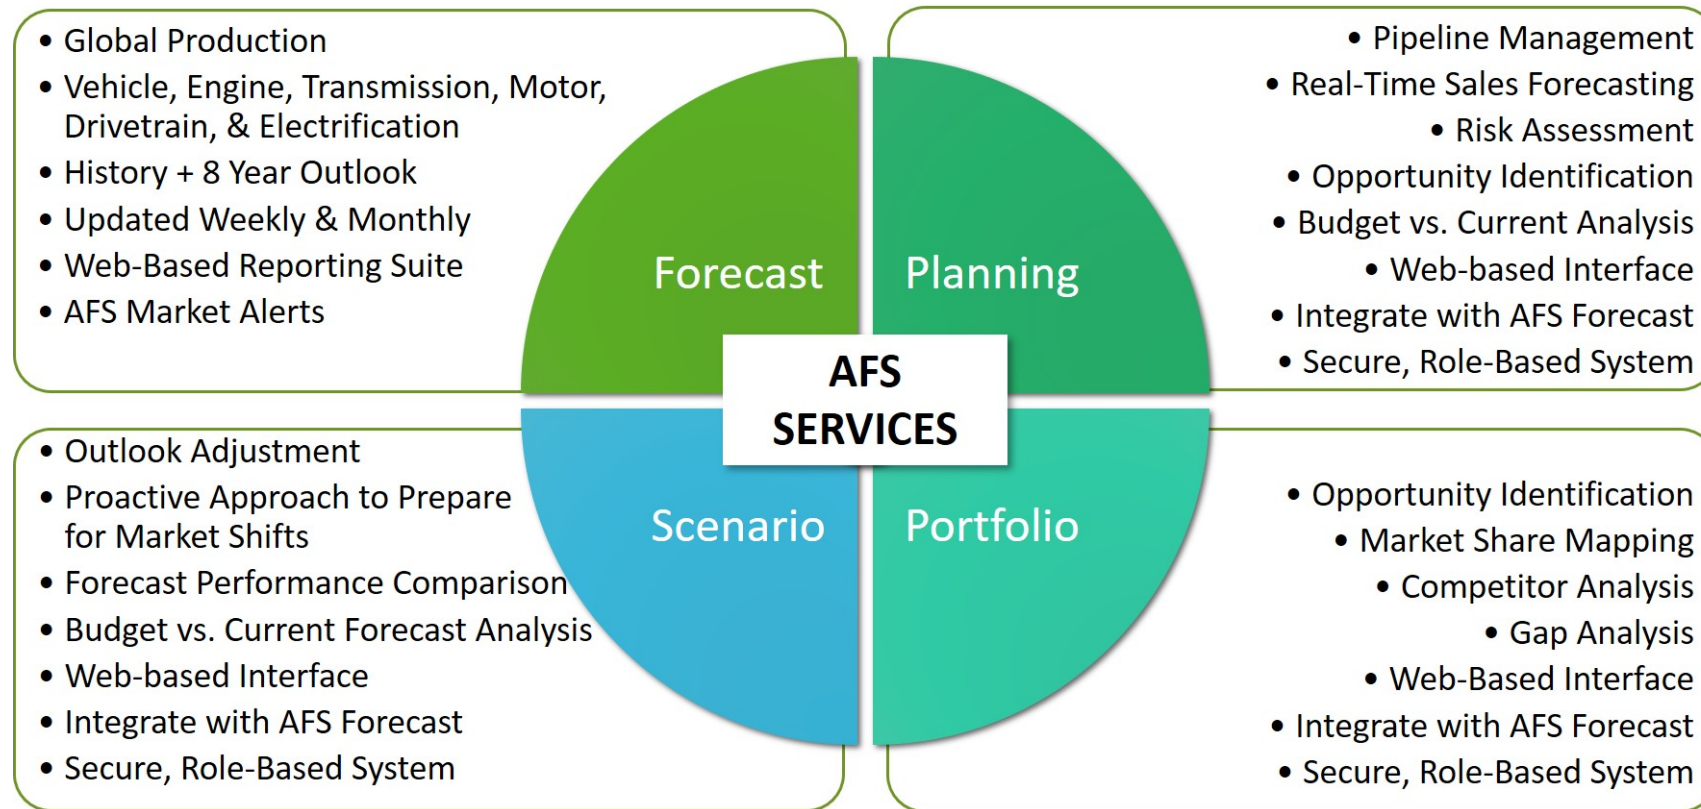 • Global Production
• Vehicle, Engine, Transmission, Motor,
Drivetrain, & Electrification
• History + 8 Year Outlook
• Updated Weekly & Monthly
• Web-Based Reporting Suite
• AFS Market Alerts
Forecast
• Pipeline Management
• Real-Time Sales Forecasting
• Risk Assessment
• Opportunity Identification
• Budget vs. Current Analysis
• Web-based Interface
• Integrate with AFS Forecast
• Secure, Role-Based System
Planning
AFS
SERVICES
• Outlook Adjustment
• Proactive Approach to Prepare
for Market Shifts
• Forecast Performance Comparison
• Budget vs. Current Forecast Analysis
• Web-based Interface
• Integrate with AFS Forecast
• Secure, Role-Based System
Scenario
Portfolio
• Opportunity Identification
• Market Share Mapping
• Competitor Analysis
• Gap Analysis
• Web-Based Interface
• Integrate with AFS Forecast
• Secure, Role-Based System